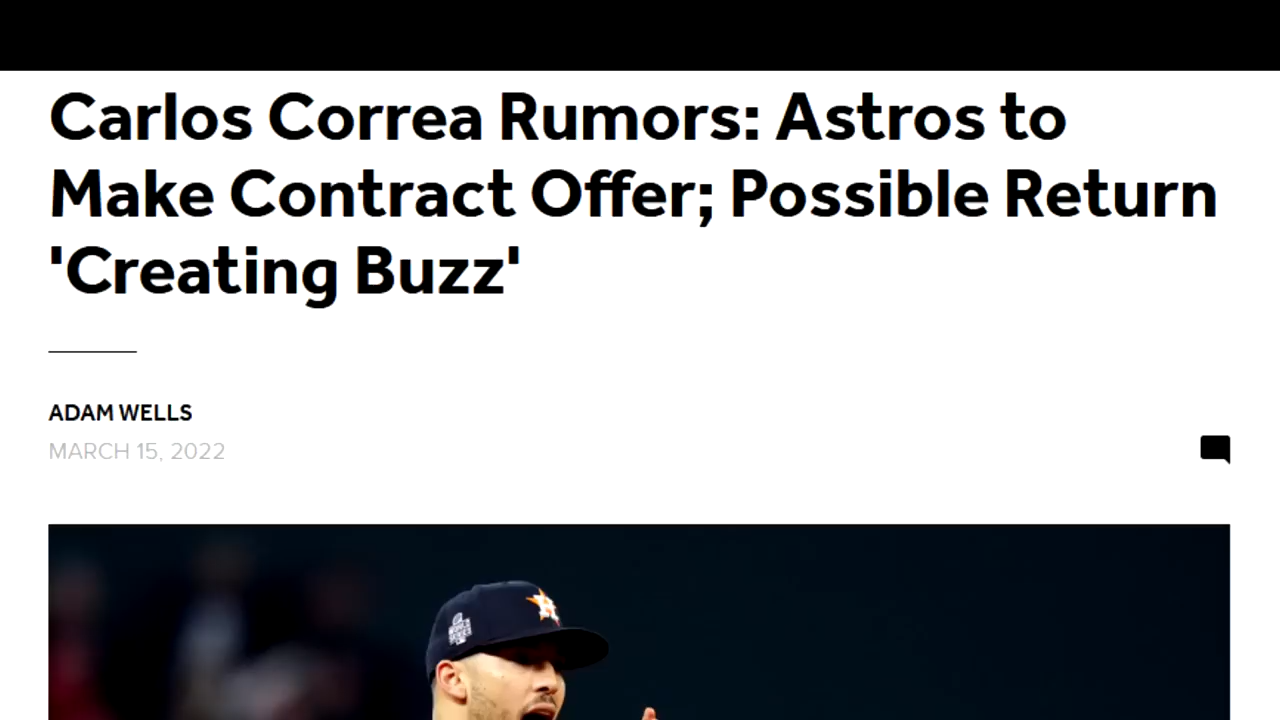 Carlos Correa Rumors: Astros to
Make Contract Offer; Possible Return
'Creating Buzz'
ADAM WELLS
MARCH 15, 2022